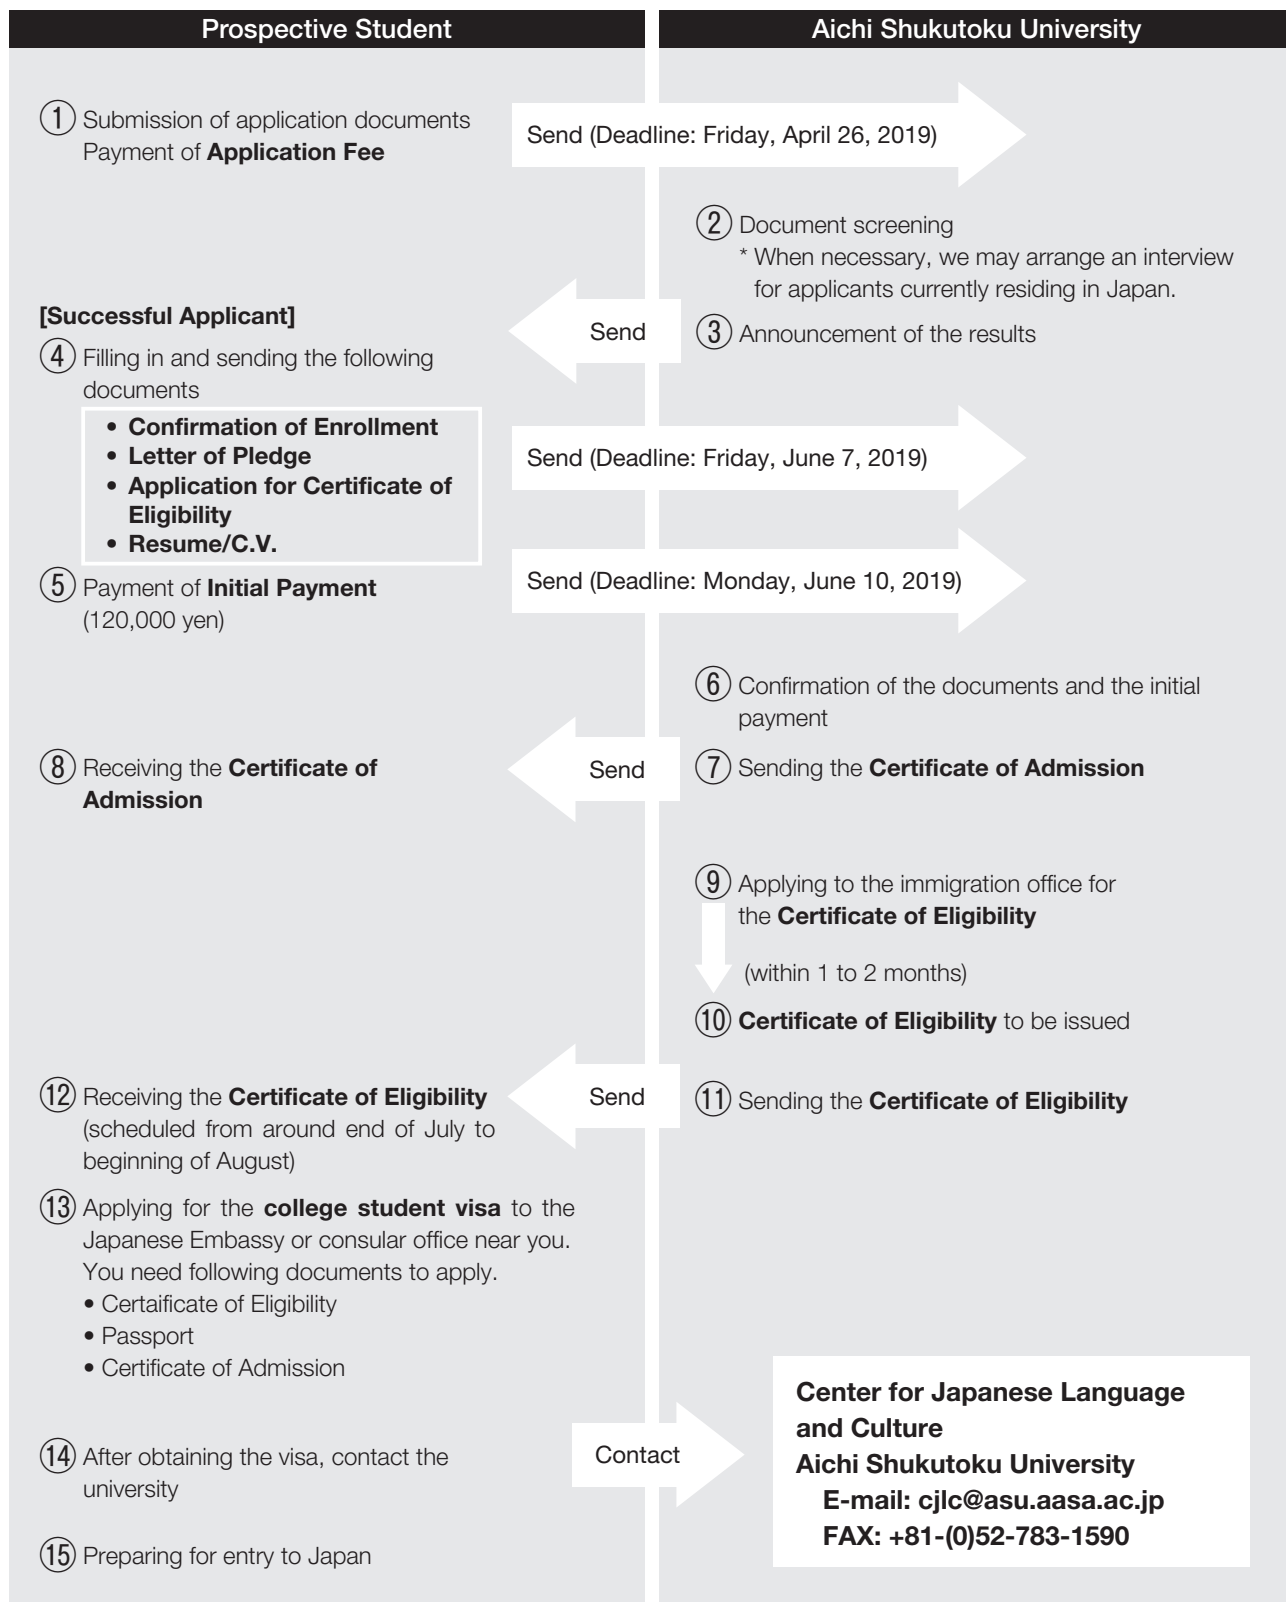 Prospective Student
Aichi Shukutoku University
① Submission of application documents
Payment of Application Fee
Send (Deadline: Friday, April 26, 2019)
② Document screening
* When necessary, we may arrange an interview
for applicants currently residing in Japan.
Send
③ Announcement of the results
[Successful Applicant]
④ Filling in and sending the following
documents
• Confirmation of Enrollment
• Letter of Pledge
• Application for Certificate of
Eligibility
• Resume/C.V.
Send (Deadline: Friday, June 7, 2019)
⑤ Payment of Initial Payment
(120,000 yen)
Send (Deadline: Monday, June 10, 2019)
⑥ Confirmation of the documents and the initial
payment
⑦ Sending the Certificate of Admission
Send
⑧ Receiving the Certificate of
Admission
⑨ Applying to the immigration office for
the Certificate of Eligibility
(within 1 to 2 months)
⑩ Certificate of Eligibility to be issued
⑪ Sending the Certificate of Eligibility
Send
⑫ Receiving the Certificate of Eligibility
(scheduled from around end of July to
beginning of August)
⑬ Applying for the college student visa to the
Japanese Embassy or consular office near you.
You need following documents to apply.
• Certaificate of Eligibility
• Passport
• Certificate of Admission
⑭ After obtaining the visa, contact the
university
Contact
Center for Japanese Language
and Culture
Aichi Shukutoku University
E-mail: cjlc@asu.aasa.ac.jp
FAX: +81-(0)52-783-1590
⑮ Preparing for entry to Japan